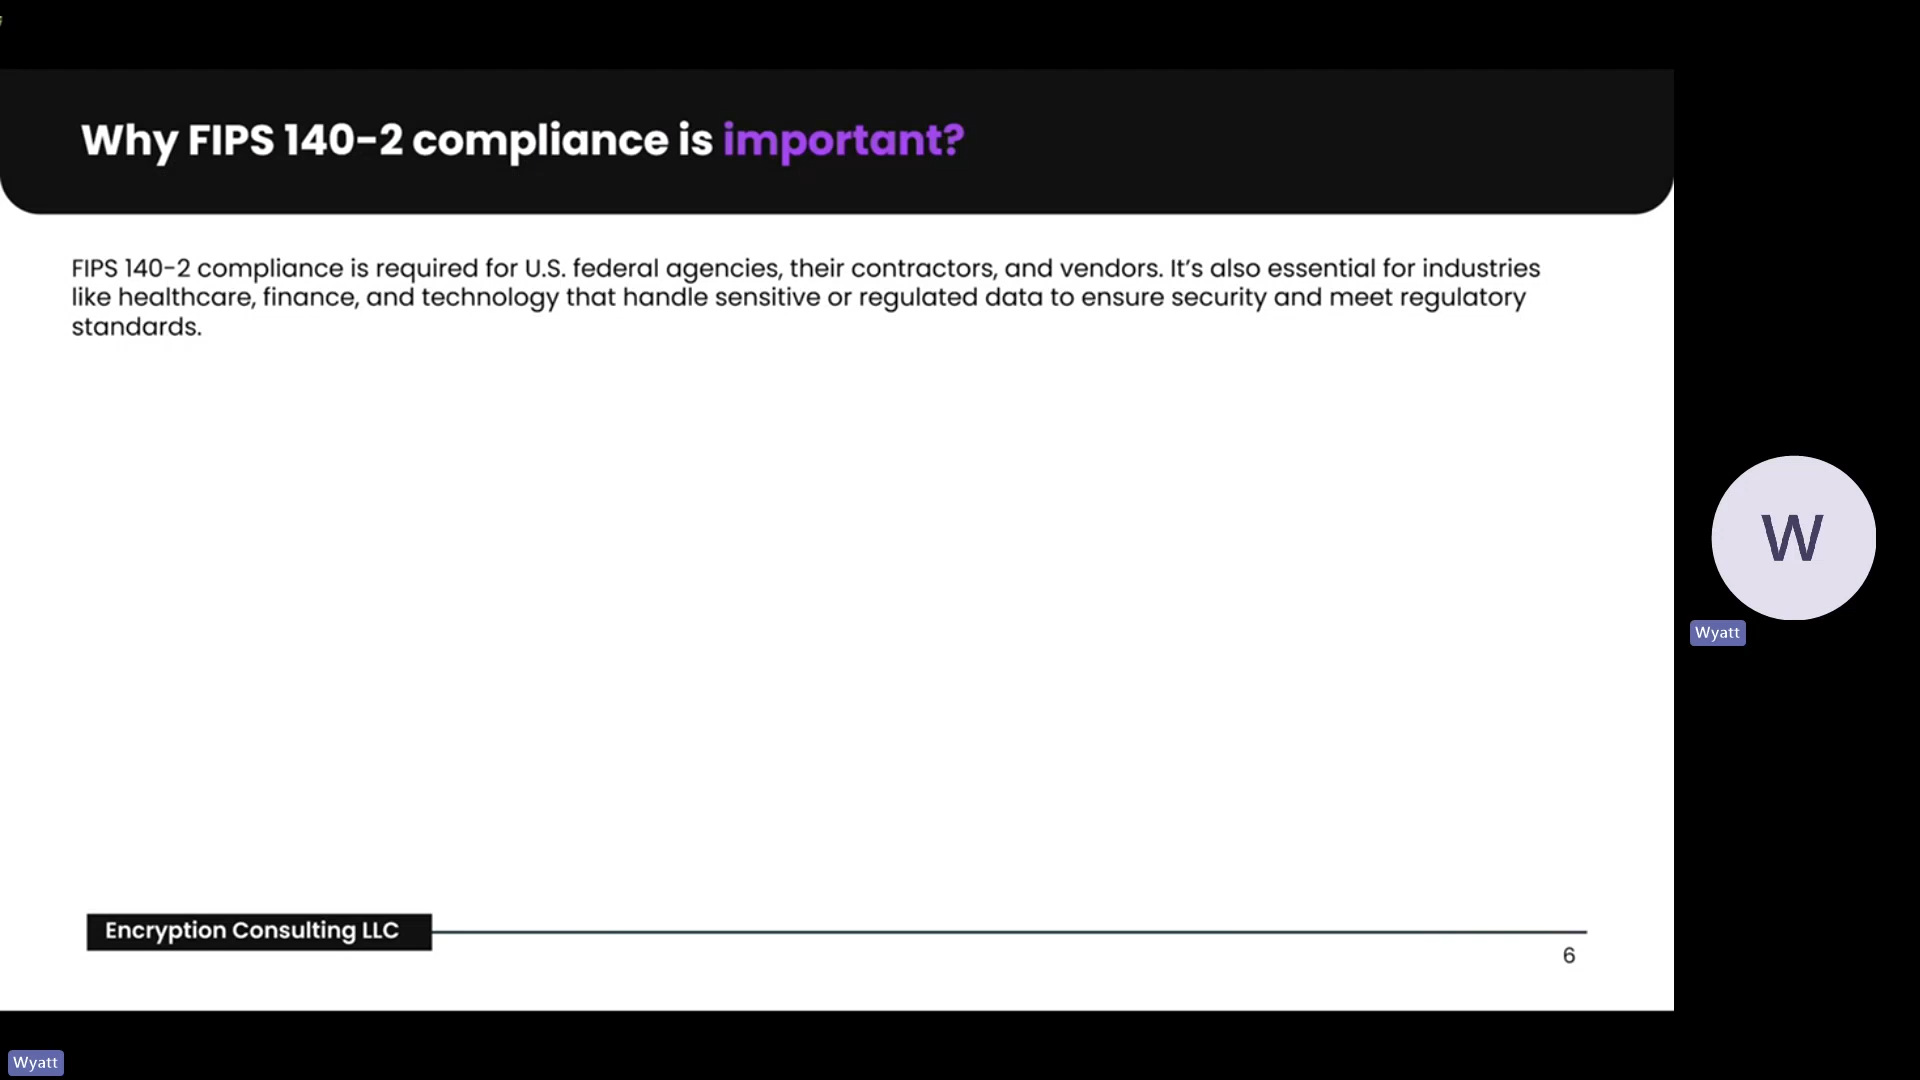 Why FIPS 140-2 compliance is important?
FIPS 140-2 compliance is required for U.S. federal agencies, their contractors, and vendors. It’s also essential for industries
like healthcare, finance, and technology that handle sensitive or regulated data to ensure security and meet regulatory
standards.
W
Wyatt
Encryption Consulting LLC
6
Wyatt